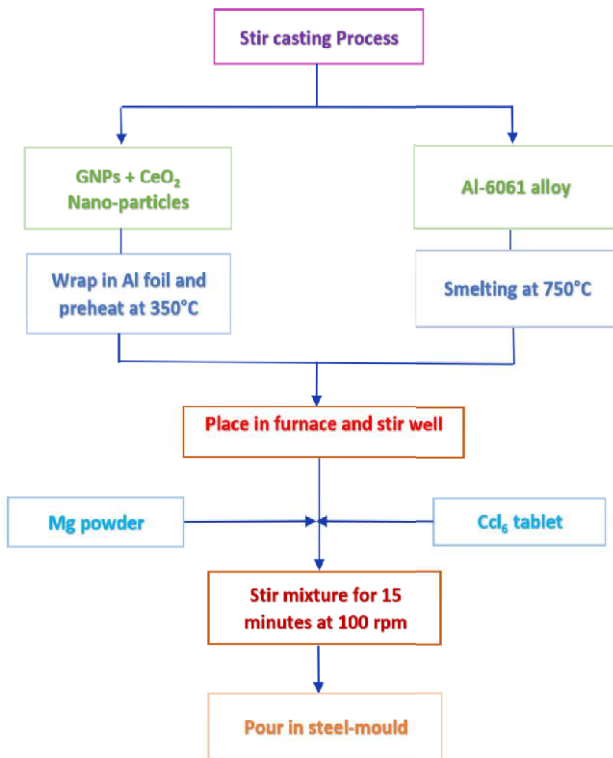 Stir casting Process
GNPs + CeO₂
Nano-particles
Al-6061 alloy
Wrap in Al foil and
preheat at 350°C
Smelting at 750°C
Place in furnace and stir well
Mg powder
Ccl₆ tablet
Stir mixture for 15
minutes at 100 rpm
Pour in steel-mould